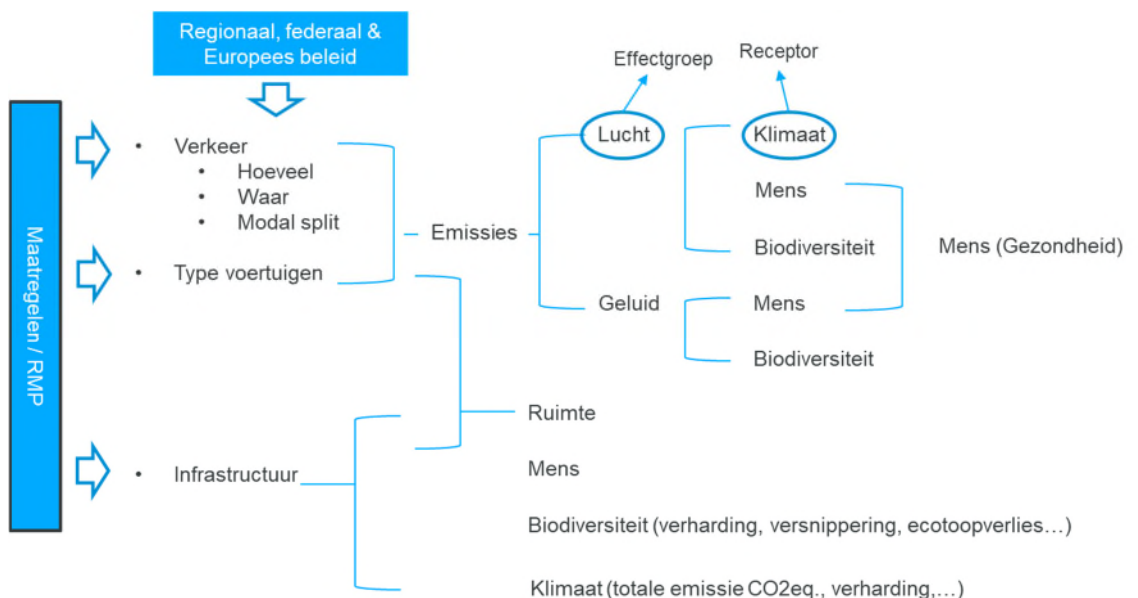 Regionaal, federaal &
Europees beleid
Effectgroep
Receptor
Maatregelen / RMP
• Verkeer
• Hoeveel
• Waar
• Modal split
• Type voertuigen
• Infrastructuur
Emissies
Lucht
Klimaat
Mens
Biodiversiteit
Mens (Gezondheid)
Geluid
Mens
Biodiversiteit
Ruimte
Mens
Biodiversiteit (verharding, versnippering, ecotoopverlies…)
Klimaat (totale emissie CO2eq., verharding,…)